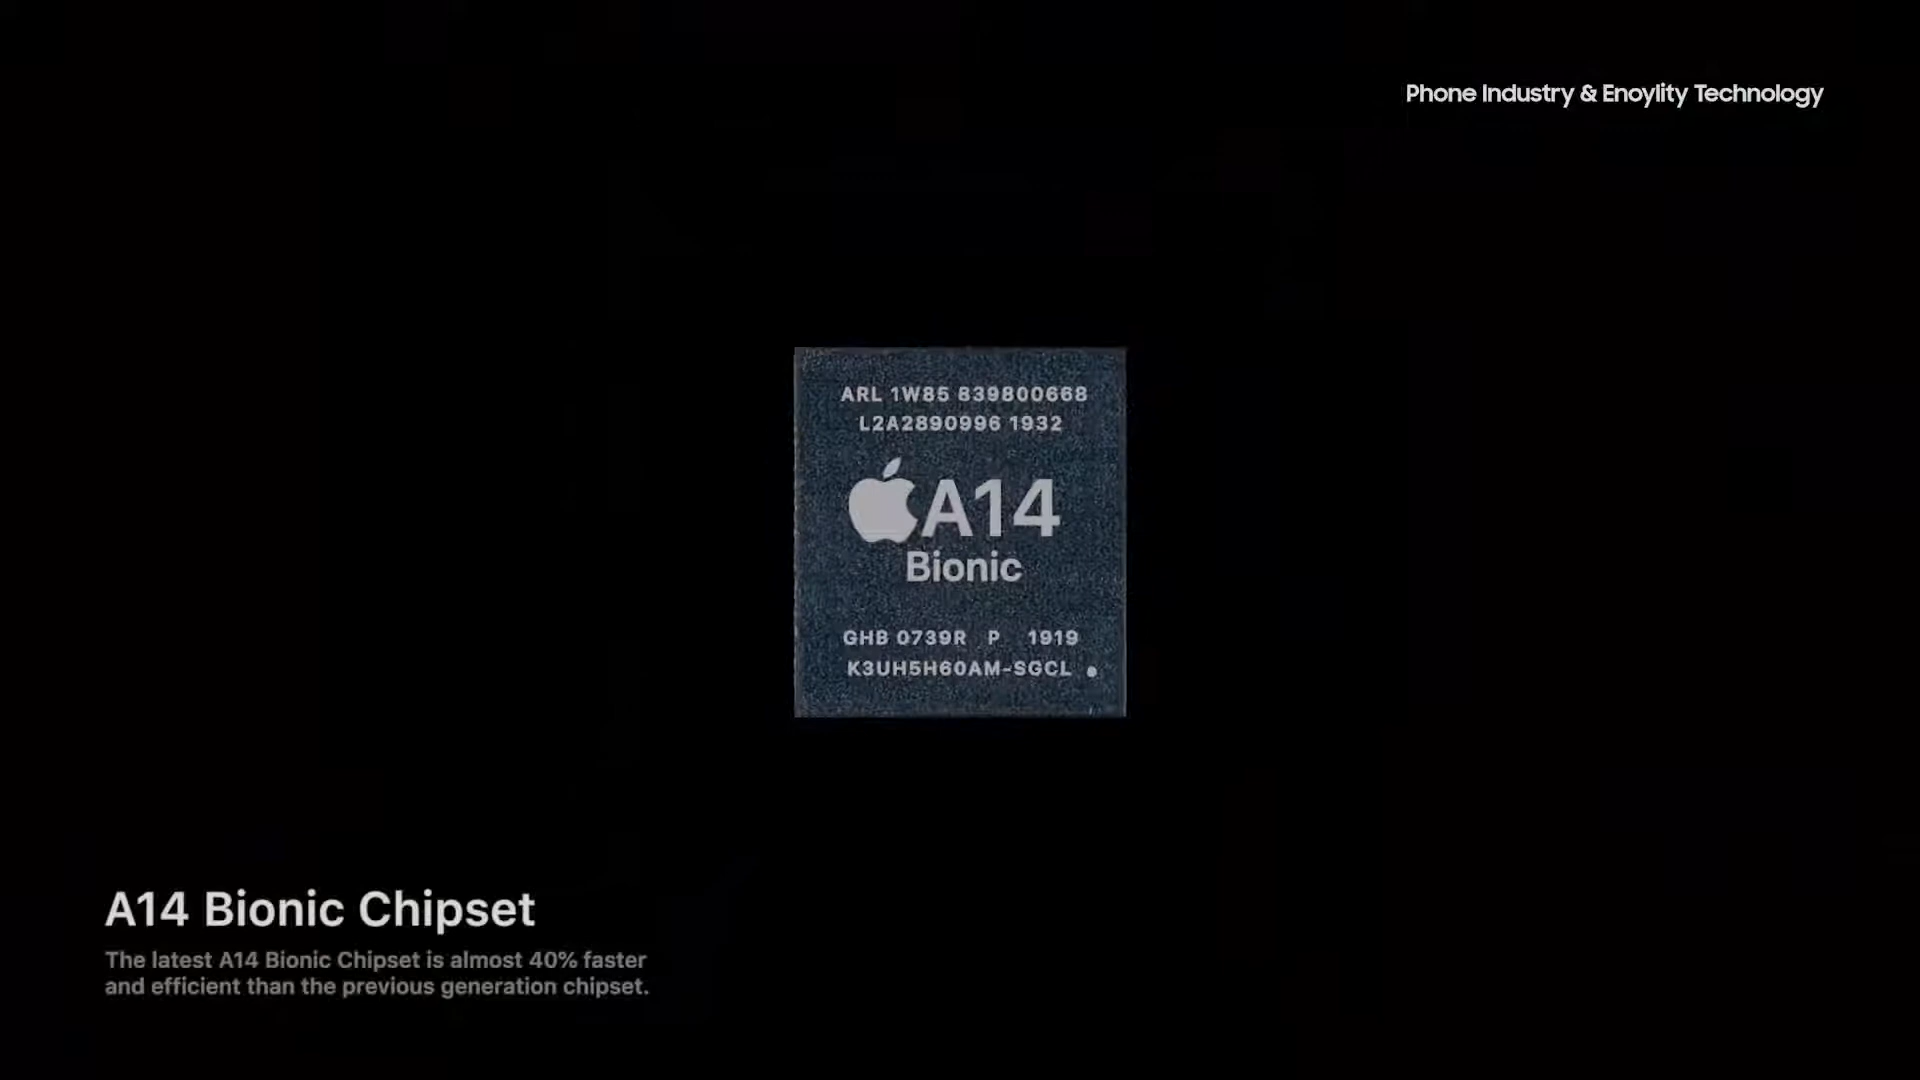 Phone Industry & Enoylity Technology
ARL 1W85 839800668
L2A2890996 1932
A14
Bionic
GHB 0739R P 1919
K3UH5H60AM-SGCL
A14 Bionic Chipset
The latest A14 Bionic Chipset is almost 40% faster
and efficient than the previous generation chipset.